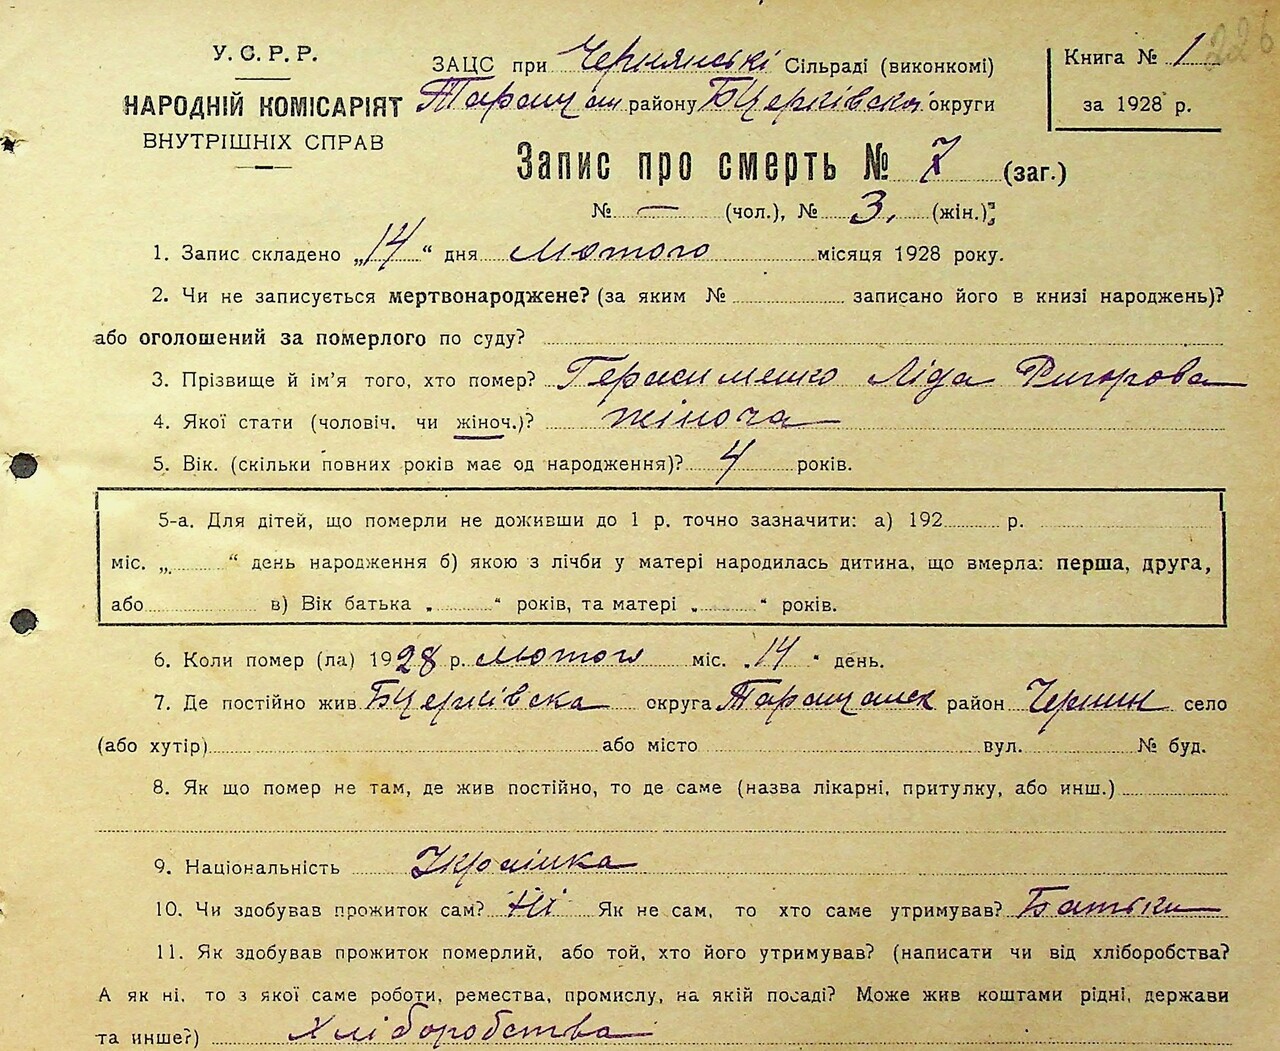 226
У.С.Р.Р.
НАРОДНІЙ КОМІСАРІЯТ
ВНУТРІШНІХ СПРАВ
ЗАЦС при Чернянські Сільраді (виконкомі)
Таращан району БЦерківської округи
Книга № 1
за 1928 р.
Запис про смерть № 7 (заг.)
№ — (чол.), № 3. (жін.)
1. Запис складено „14“ дня лютого місяця 1928 року.
2. Чи не записується мертвонароджене? (за яким № записано його в книзі народжень)?
або оголошений за померлого по суду?
3. Прізвище й ім'я того, хто помер? Герасименко Ліда Григорова
4. Якої стати (чоловіч. чи жіноч.)? жіноча
5. Вік. (скільки повних років має од народження)? 4 років.
5-а. Для дітей, що померли не доживши до 1 р. точно зазначити: а) 192 р.
міс. „ “ день народження б) якою з лічби у матері народилась дитина, що вмерла: перша, друга,
або в) Вік батька „ “ років, та матері „ “ років.
6. Коли помер (ла) 1928 р. лютого міс. „14“ день.
7. Де постійно жив БЦерківска округа Таращанск район Чернин село
(або хутір) або місто вул. № буд.
8. Як що помер не там, де жив постійно, то де саме (назва лікарні, притулку, або инш.)
9. Національність Українка
10. Чи здобував прожиток сам? Ні Як не сам, то хто саме утримував? Батьки
11. Як здобував прожиток померлий, або той, хто його утримував? (написати чи від хліборобства?
А як ні, то з якої саме роботи, ремества, промислу, на якій посаді? Може жив коштами рідні, держави
та инше?) Хліборобства